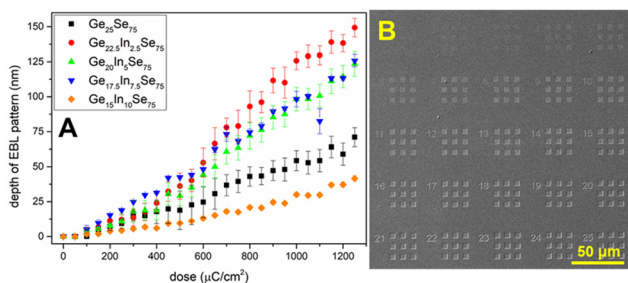 150
125
100
75
50
25
0
depth of EBL pattern (nm)
Ge₂₅Se₇₅
Ge₂₂.₅In₂.₅Se₇₅
Ge₂₀In₅Se₇₅
Ge₁₇.₅In₇.₅Se₇₅
Ge₁₅In₁₀Se₇₅
A
0 200 400 600 800 1000 1200
dose (μC/cm²)
B
10
11 12 13 14 15
16 17 18 19 20
21 22 23 24 25
50 μm